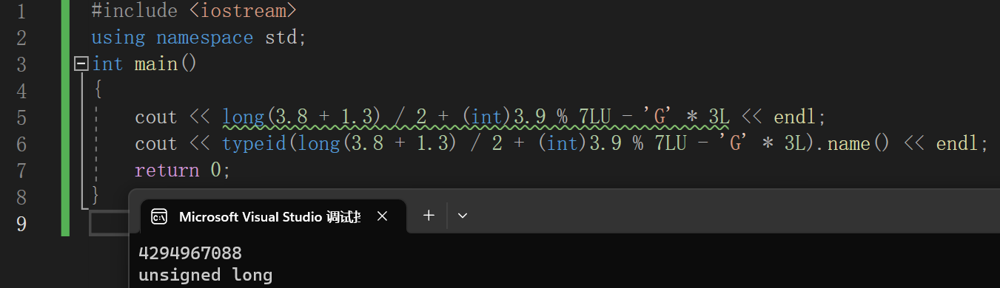 1 #include <iostream>
2 using namespace std;
3 int main()
4 {
5 cout << long(3.8 + 1.3) / 2 + (int)3.9 % 7LU - 'G' * 3L << endl;
6 cout << typeid(long(3.8 + 1.3) / 2 + (int)3.9 % 7LU - 'G' * 3L).name() << endl;
7 return 0;
8 }
9
Microsoft Visual Studio 调试
4294967088
unsigned long